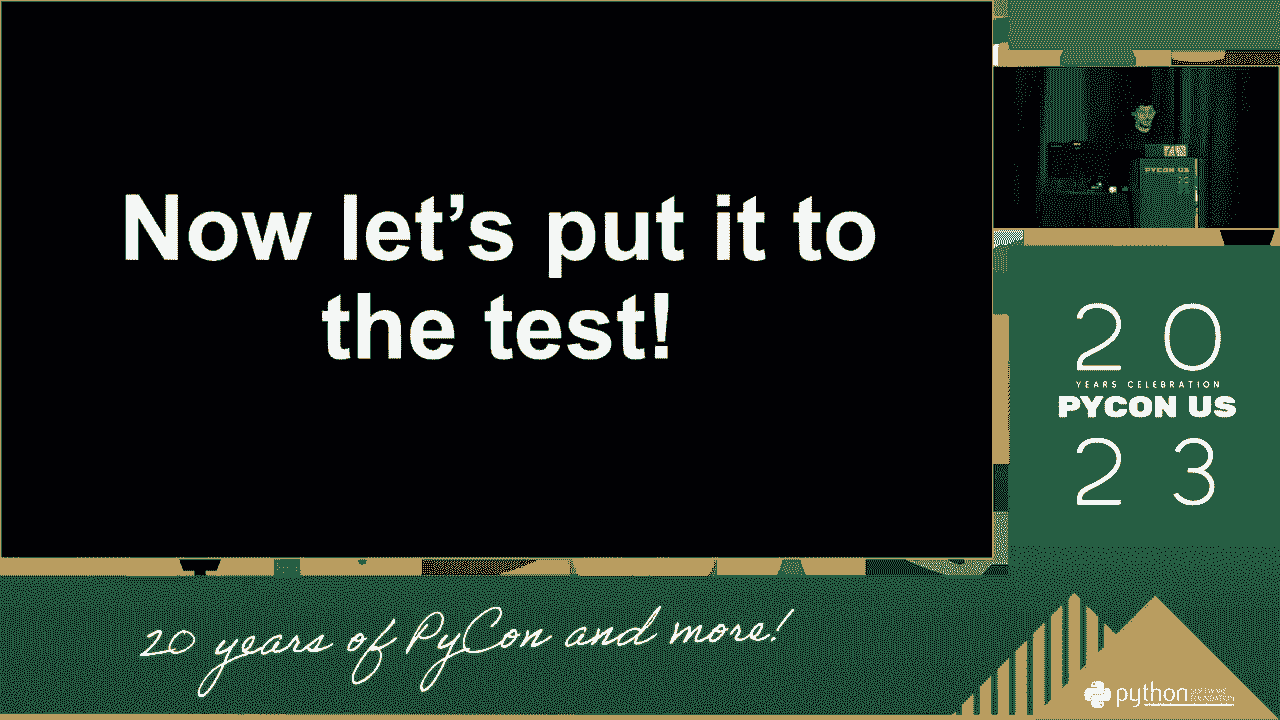 Now let’s put it to
the test!
PYCON US
20
YEARS CELEBRATION
PYCON US
23
20 years of PyCon and more!
python
SOFTWARE
FOUNDATION